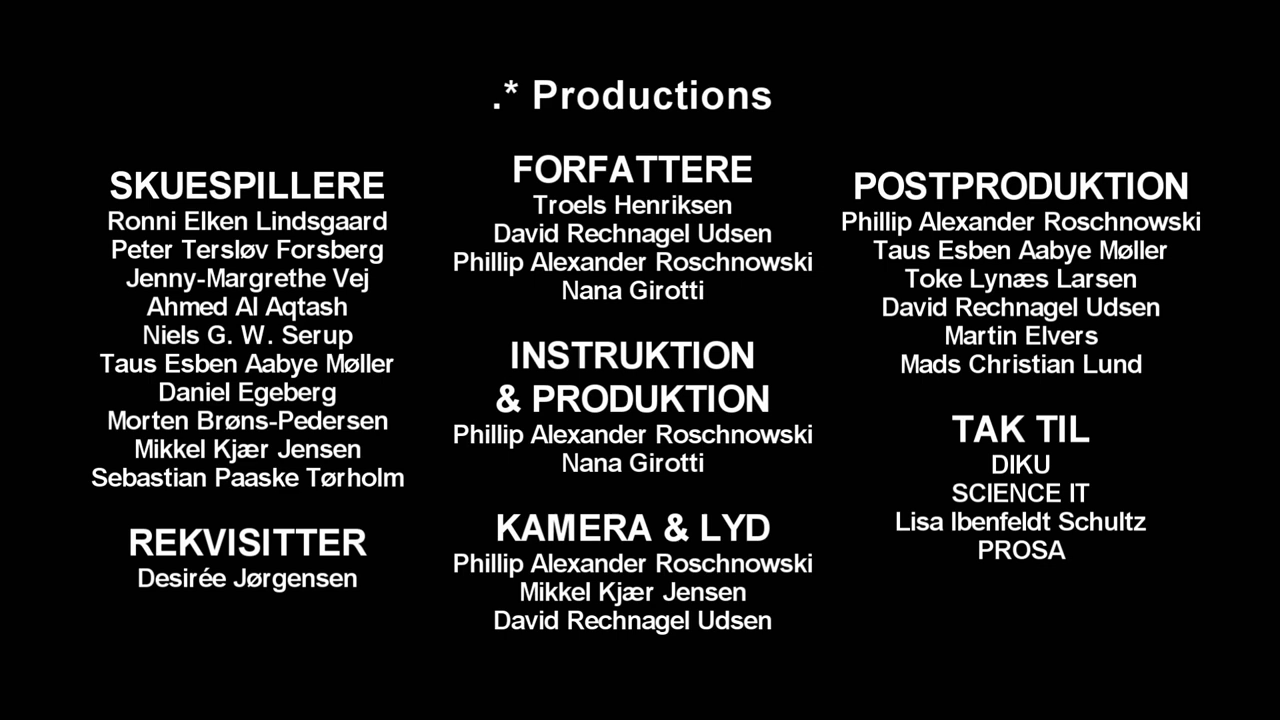 .* Productions
SKUESPILLERE
Ronni Elken Lindsgaard
Peter Tersløv Forsberg
Jenny-Margrethe Vej
Ahmed Al Aqtash
Niels G. W. Serup
Taus Esben Aabye Møller
Daniel Egeberg
Morten Brøns-Pedersen
Mikkel Kjær Jensen
Sebastian Paaske Tørholm
REKVISITTER
Desirée Jørgensen
FORFATTERE
Troels Henriksen
David Rechnagel Udsen
Phillip Alexander Roschnowski
Nana Girotti
INSTRUKTION
& PRODUKTION
Phillip Alexander Roschnowski
Nana Girotti
KAMERA & LYD
Phillip Alexander Roschnowski
Mikkel Kjær Jensen
David Rechnagel Udsen
POSTPRODUKTION
Phillip Alexander Roschnowski
Taus Esben Aabye Møller
Toke Lynæs Larsen
David Rechnagel Udsen
Martin Elvers
Mads Christian Lund
TAK TIL
DIKU
SCIENCE IT
Lisa Ibenfeldt Schultz
PROSA